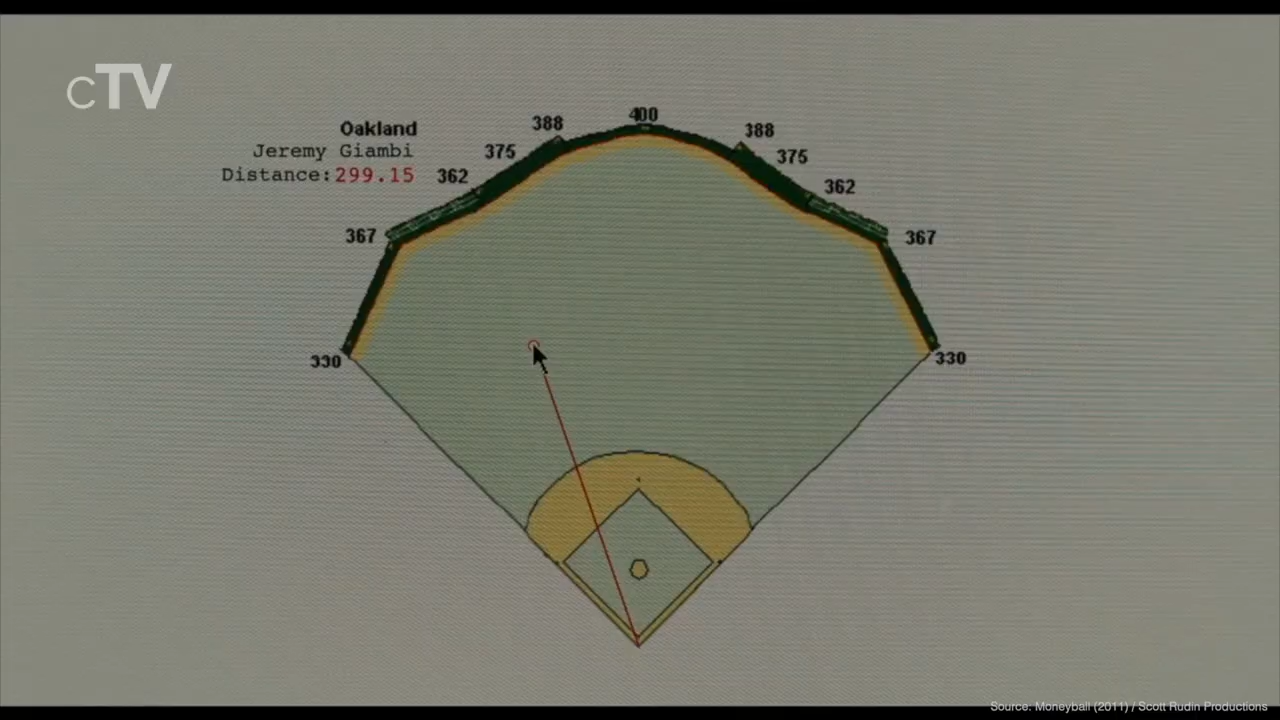 cTV
400
388
388
Oakland
Jeremy Giambi
375
375
Distance: 299.15
362
362
367
367
330
330
Source: Moneyball (2011) / Scott Rudin Productions